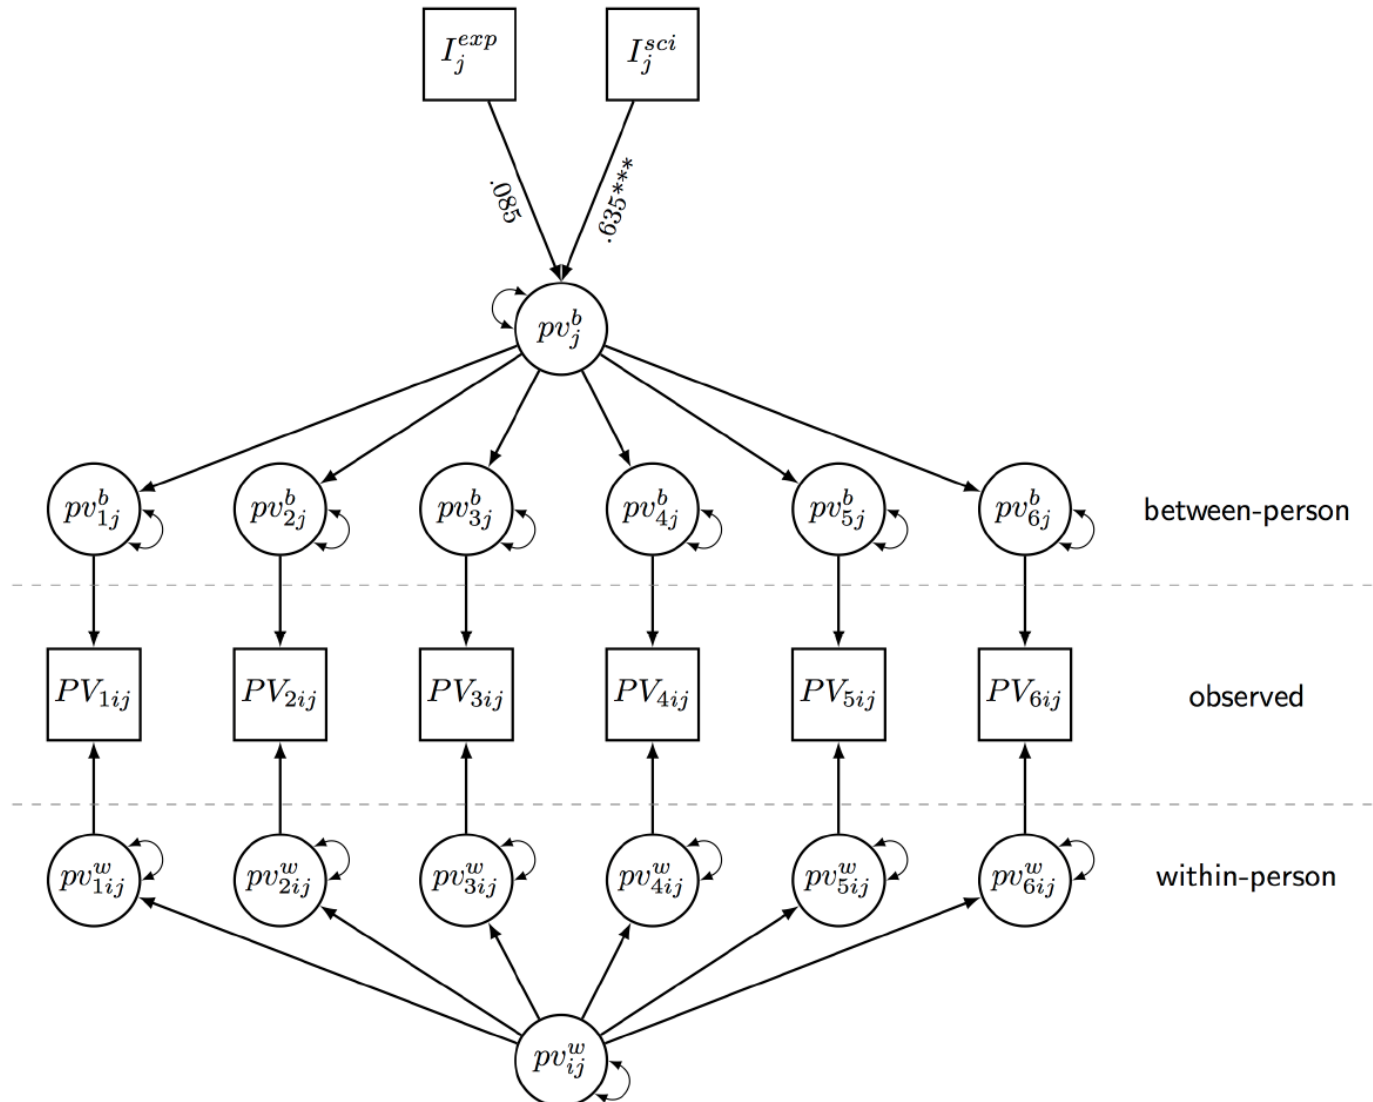 I_j^{exp} I_j^{sci}
.085 .635***
pv_j^b
pv_{1j}^b pv_{2j}^b pv_{3j}^b pv_{4j}^b pv_{5j}^b pv_{6j}^b between-person
PV_{1ij} PV_{2ij} PV_{3ij} PV_{4ij} PV_{5ij} PV_{6ij} observed
pv_{1ij}^w pv_{2ij}^w pv_{3ij}^w pv_{4ij}^w pv_{5ij}^w pv_{6ij}^w within-person
pv_{ij}^w